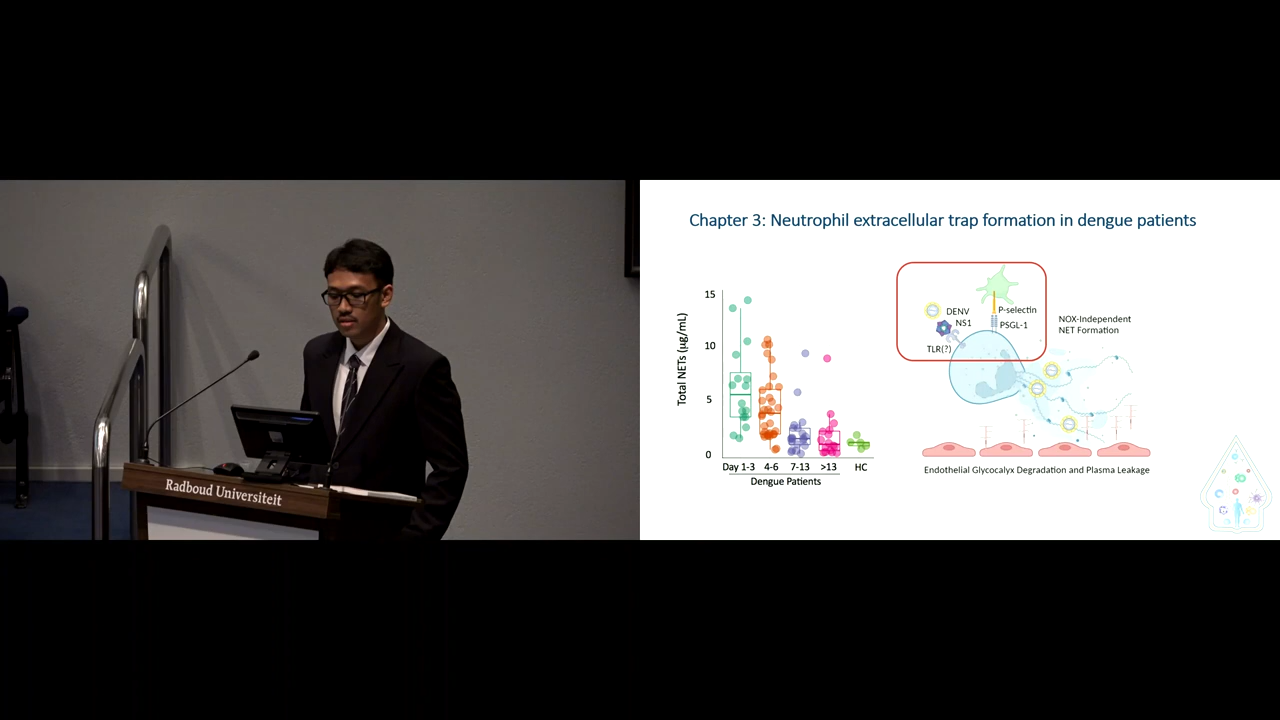 Radboud Universiteit
Chapter 3: Neutrophil extracellular trap formation in dengue patients
Total NETs (µg/mL)
15
10
5
0
Day 1-3
4-6
7-13
>13
HC
Dengue Patients
DENV
NS1
TLR(?)
P-selectin
PSGL-1
NOX-Independent
NET Formation
Endothelial Glycocalyx Degradation and Plasma Leakage